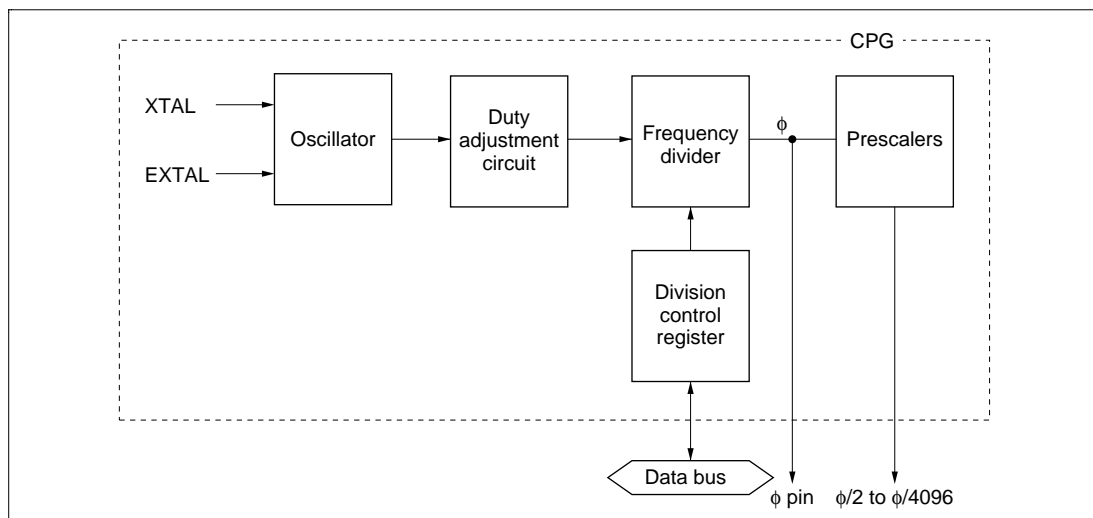 CPG
XTAL
EXTAL
Oscillator
Duty
adjustment
circuit
Frequency
divider
ϕ
Prescalers
Division
control
register
Data bus
ϕ pin
ϕ/2 to ϕ/4096